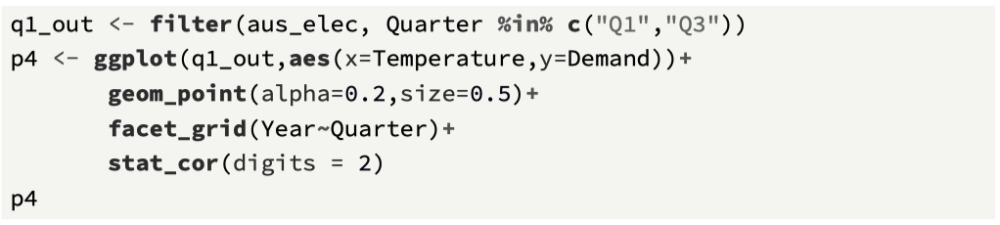 q1_out <- filter(aus_elec, Quarter %in% c("Q1","Q3"))
p4 <- ggplot(q1_out,aes(x=Temperature,y=Demand))+
        geom_point(alpha=0.2,size=0.5)+
        facet_grid(Year~Quarter)+
        stat_cor(digits = 2)
p4